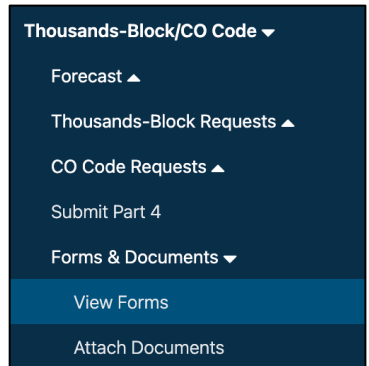 Thousands-Block/CO Code
Forecast
Thousands-Block Requests
CO Code Requests
Submit Part 4
Forms & Documents
View Forms
Attach Documents